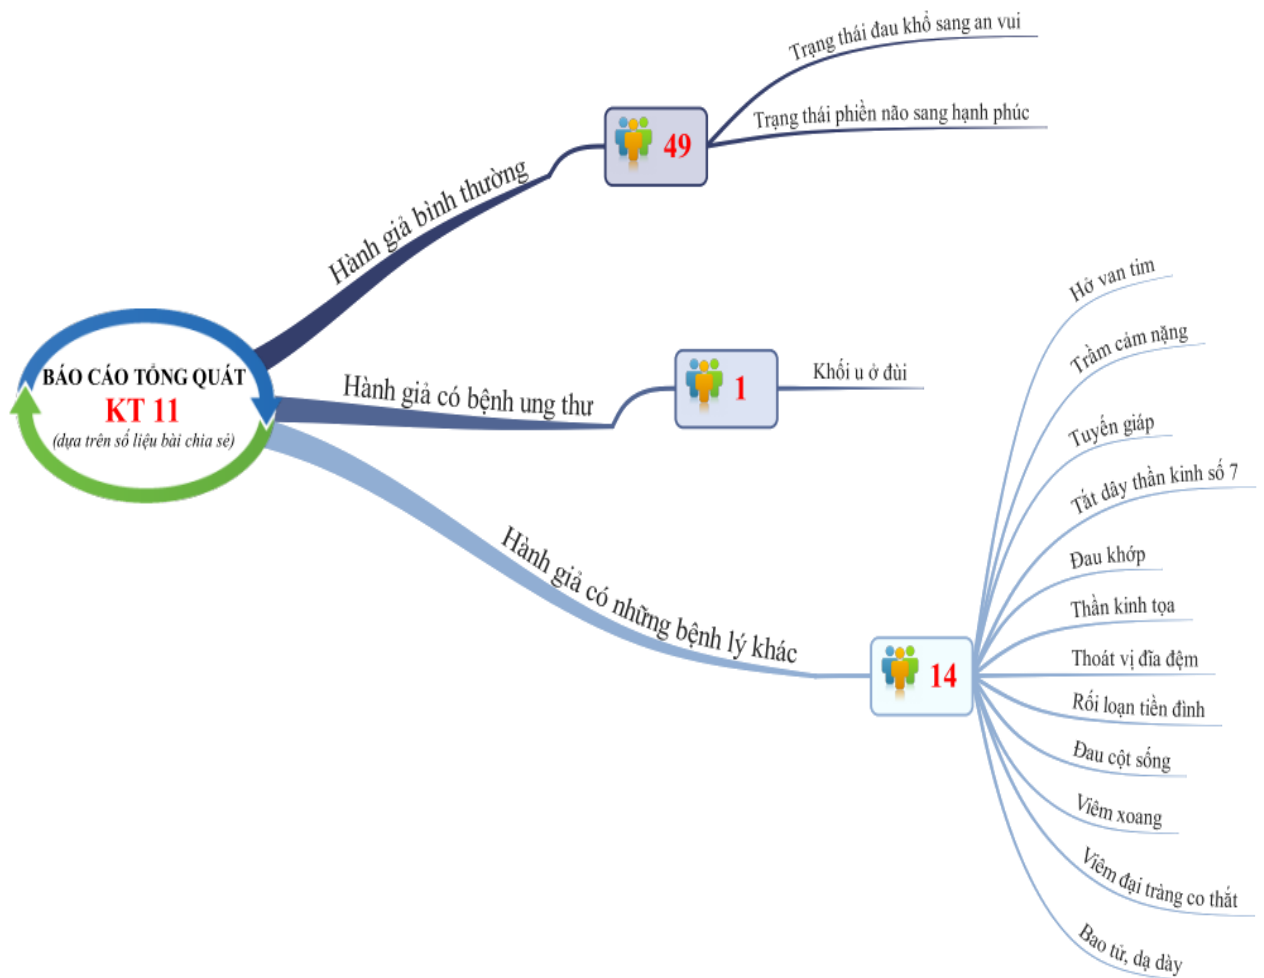 BÁO CÁO TỔNG QUÁT
KT 11
(dựa trên số liệu bài chia sẻ)
Hành giả bình thường
49
Trạng thái đau khổ sang an vui
Trạng thái phiền não sang hạnh phúc
Hành giả có bệnh ung thư
1
Khối u ở đùi
Hành giả có những bệnh lý khác
14
Hở van tim
Trầm cảm nặng
Tuyến giáp
Tắt dây thần kinh số 7
Đau khớp
Thần kinh tọa
Thoát vị đĩa đệm
Rối loạn tiền đình
Đau cột sống
Viêm xoang
Viêm đại tràng co thắt
Bao tử, dạ dày